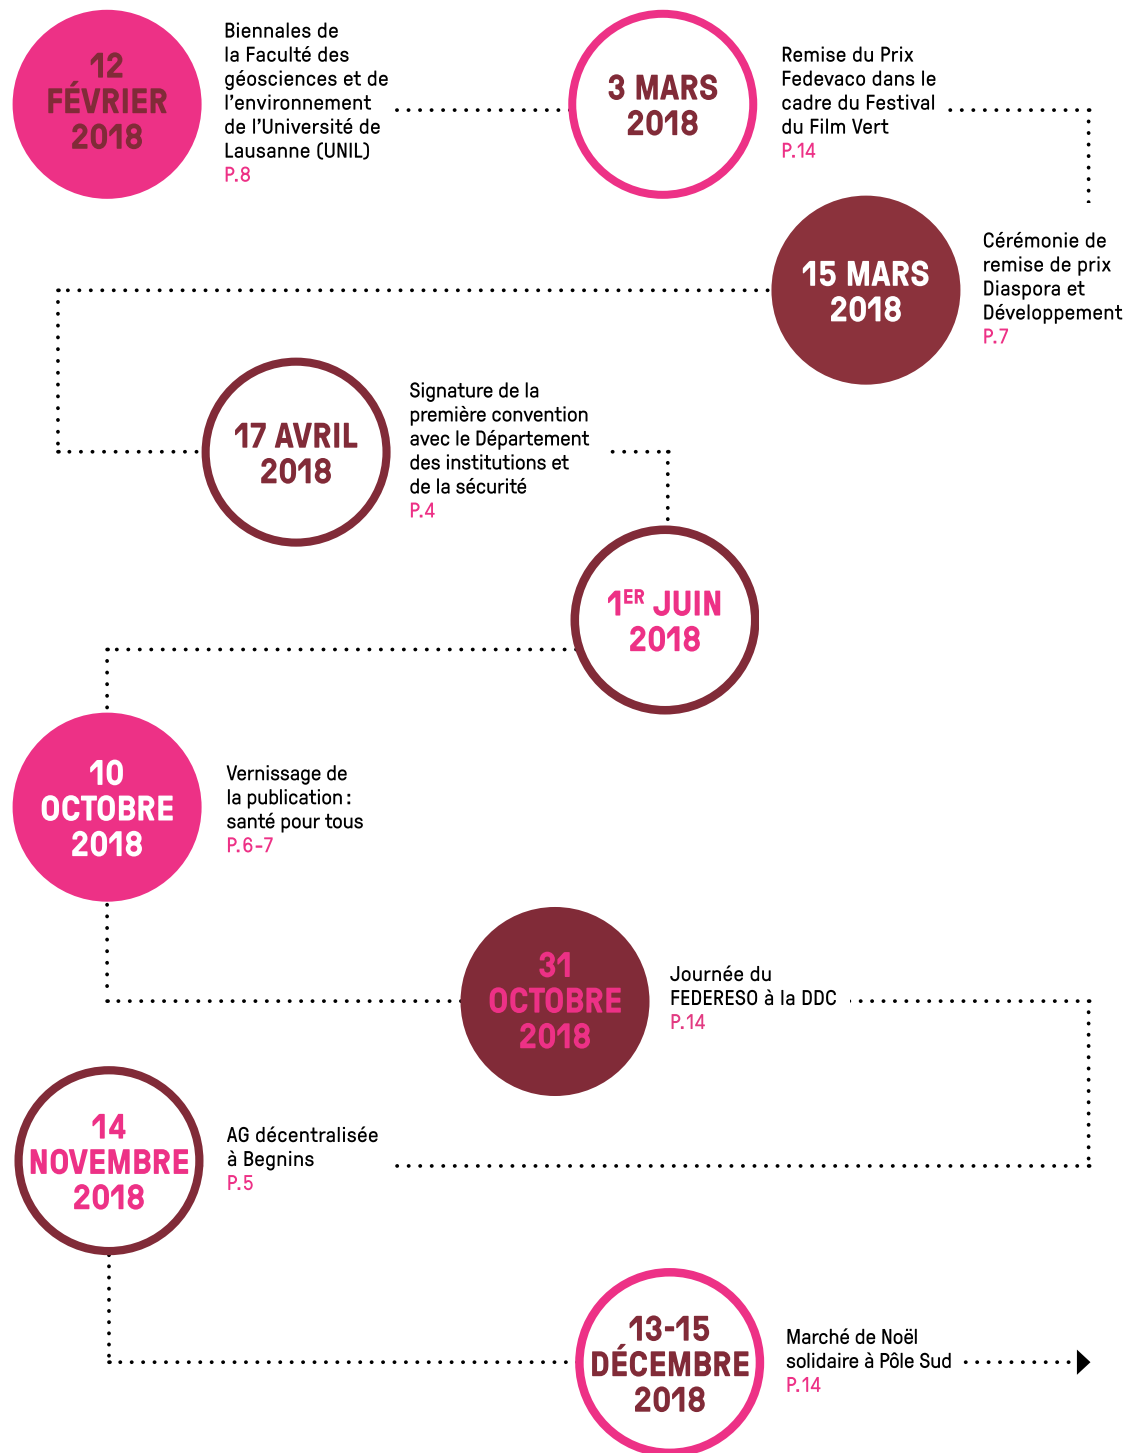 12
FÉVRIER
2018
Biennales de
la Faculté des
géosciences et de
l'environnement
de l'Université de
Lausanne (UNIL)
P.8
3 MARS
2018
Remise du Prix
Fedevaco dans le
cadre du Festival
du Film Vert
P.14
15 MARS
2018
Cérémonie de
remise de prix
Diaspora et
Développement
P.7
17 AVRIL
2018
Signature de la
première convention
avec le Département
des institutions et
de la sécurité
P.4
1ER JUIN
2018
10
OCTOBRE
2018
Vernissage de
la publication :
santé pour tous
P.6-7
31
OCTOBRE
2018
Journée du
FEDERESO à la DDC
P.14
14
NOVEMBRE
2018
AG décentralisée
à Begnins
P.5
13-15
DÉCEMBRE
2018
Marché de Noël
solidaire à Pôle Sud
P.14